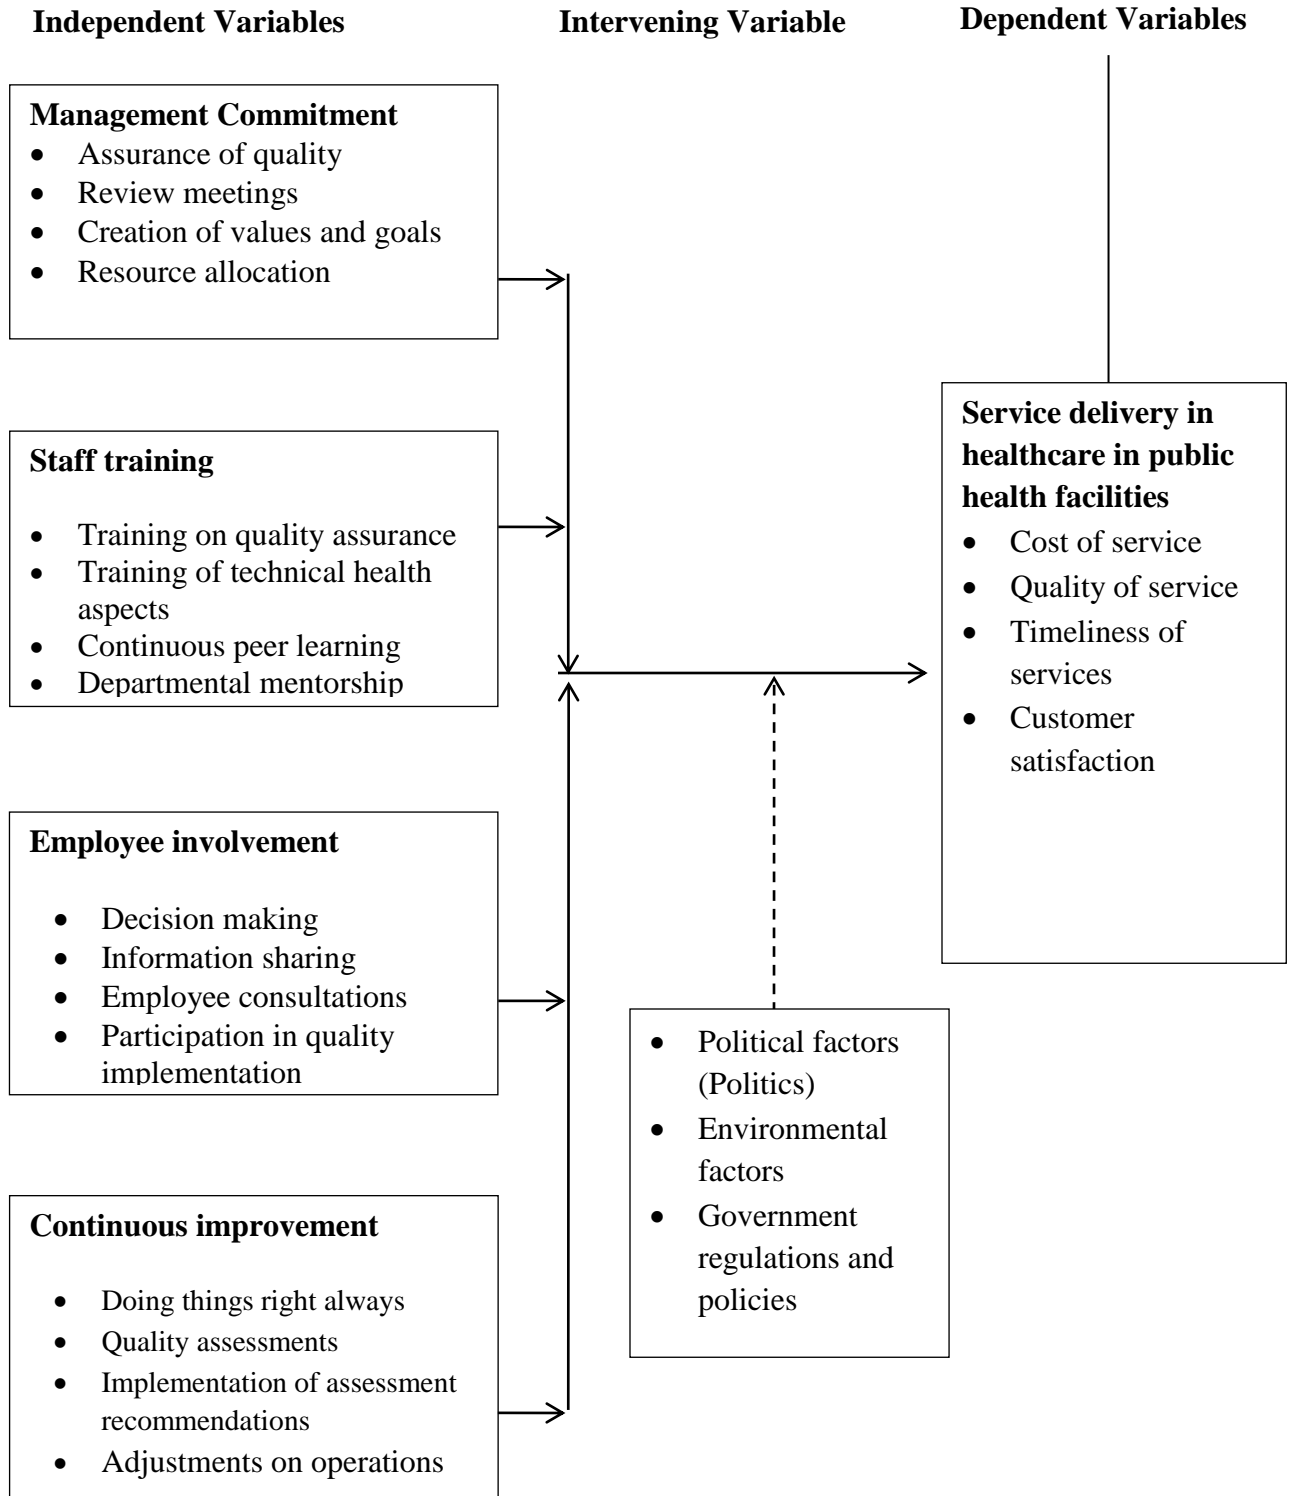 Independent Variables
Intervening Variable
Dependent Variables
Management Commitment
• Assurance of quality
• Review meetings
• Creation of values and goals
• Resource allocation
Staff training
• Training on quality assurance
• Training of technical health
aspects
• Continuous peer learning
• Departmental mentorship
Employee involvement
• Decision making
• Information sharing
• Employee consultations
• Participation in quality
implementation
Continuous improvement
• Doing things right always
• Quality assessments
• Implementation of assessment
recommendations
• Adjustments on operations
• Political factors
(Politics)
• Environmental
factors
• Government
regulations and
policies
Service delivery in
healthcare in public
health facilities
• Cost of service
• Quality of service
• Timeliness of
services
• Customer
satisfaction